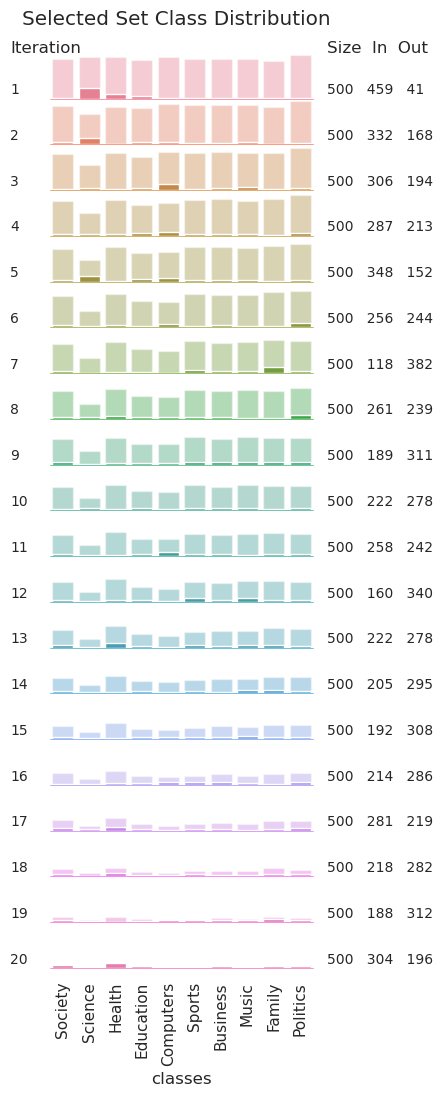 Selected Set Class Distribution
Iteration Size In Out
1 500 459 41
2 500 332 168
3 500 306 194
4 500 287 213
5 500 348 152
6 500 256 244
7 500 118 382
8 500 261 239
9 500 189 311
10 500 222 278
11 500 258 242
12 500 160 340
13 500 222 278
14 500 205 295
15 500 192 308
16 500 214 286
17 500 281 219
18 500 218 282
19 500 188 312
20 500 304 196
Society
Science
Health
Education
Computers
Sports
Business
Music
Family
Politics
classes